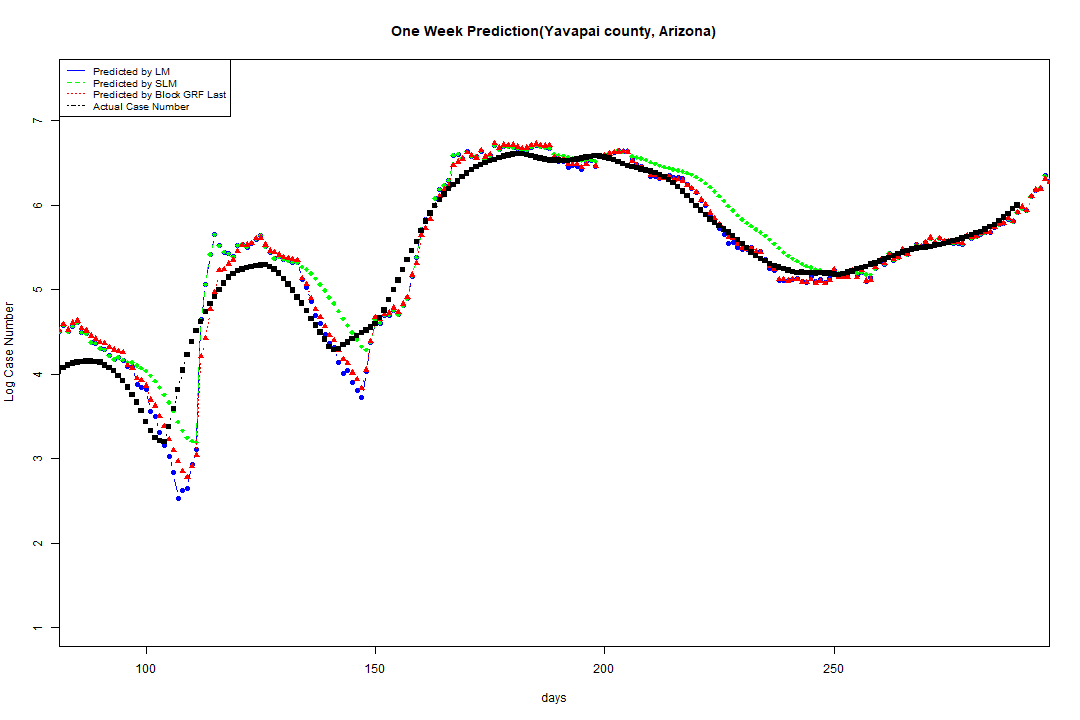 One Week Prediction(Yavapai county, Arizona)
Predicted by LM
Predicted by SLM
Predicted by Block GRF Last
Actual Case Number
7
6
5
4
3
2
1
Log Case Number
100 150 200 250
days